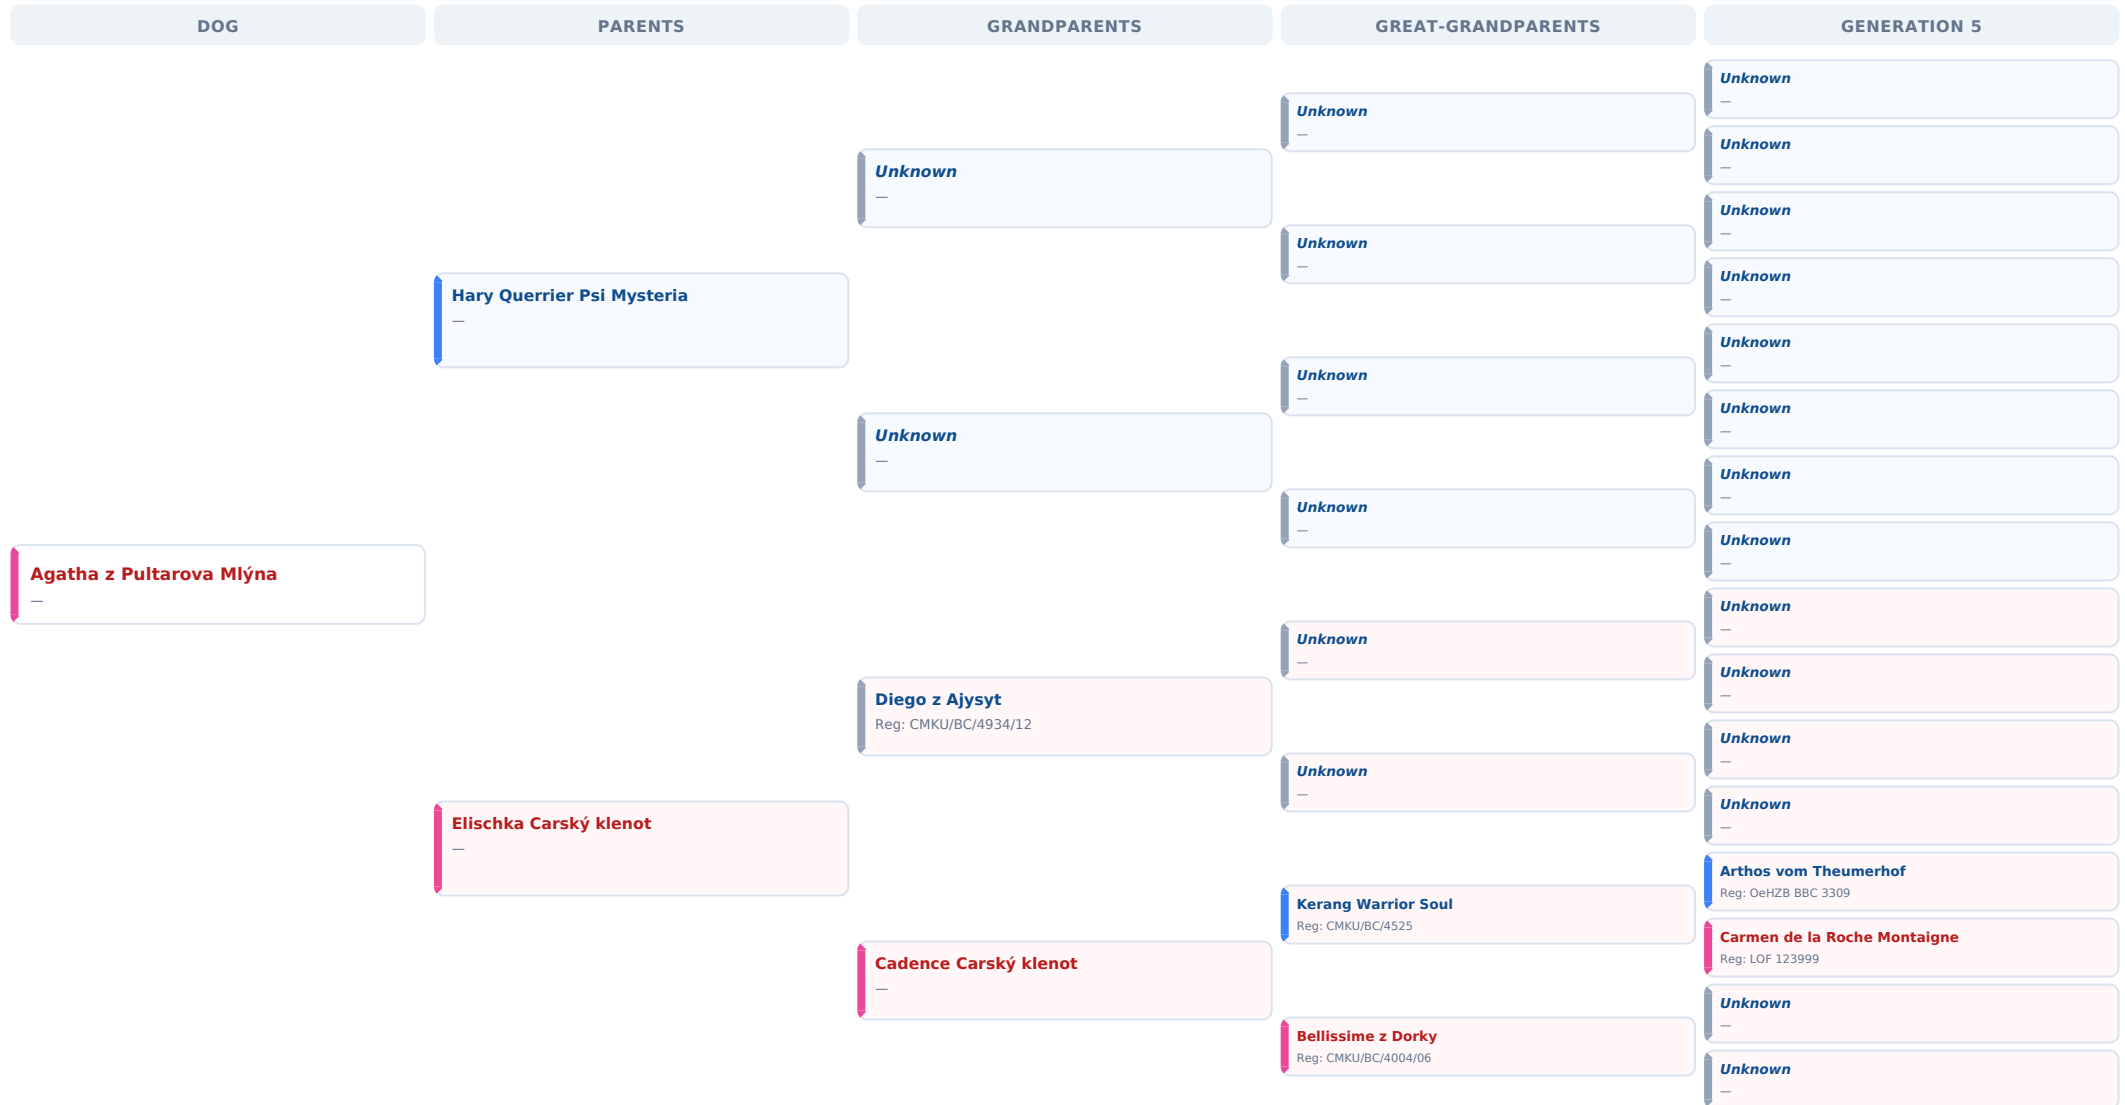 DOG
PARENTS
GRANDPARENTS
GREAT-GRANDPARENTS
GENERATION 5
Agatha z Pultarova Mlýna
—
Hary Querrier Psi Mysteria
—
Elischka Carský klenot
—
Unknown
—
Unknown
—
Diego z Ajysyt
Reg: CMKU/BC/4934/12
Cadence Carský klenot
—
Unknown
—
Unknown
—
Unknown
—
Unknown
—
Unknown
—
Unknown
—
Kerang Warrior Soul
Reg: CMKU/BC/4525
Bellissime z Dorky
Reg: CMKU/BC/4004/06
Unknown
—
Unknown
—
Unknown
—
Unknown
—
Unknown
—
Unknown
—
Unknown
—
Unknown
—
Unknown
—
Unknown
—
Unknown
—
Unknown
—
Arthos vom Theumerhof
Reg: OeHZB BBC 3309
Carmen de la Roche Montaigne
Reg: LOF 123999
Unknown
—
Unknown
—